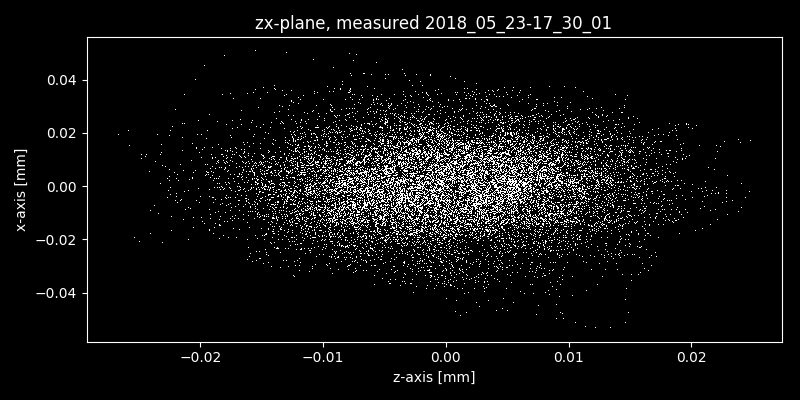 zx-plane, measured 2018_05_23-17_30_01
0.04
0.02
0.00
−0.02
−0.04
x-axis [mm]
−0.02 −0.01 0.00 0.01 0.02
z-axis [mm]